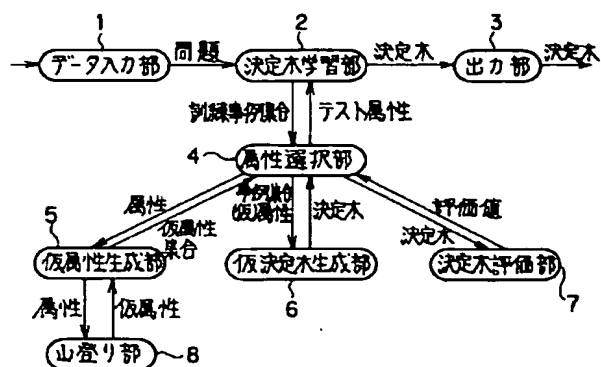 1
2
3
データ入力部
問題
決定木学習部
決定木
出力部
決定木
訓練事例集合
テスト属性
4
属性選択部
属性
仮属性
集合
事例集合
(仮)属性
決定木
評価値
決定木
5
仮属性生成部
仮決定木生成部
6
決定木評価部
7
属性
仮属性
山登り部
8